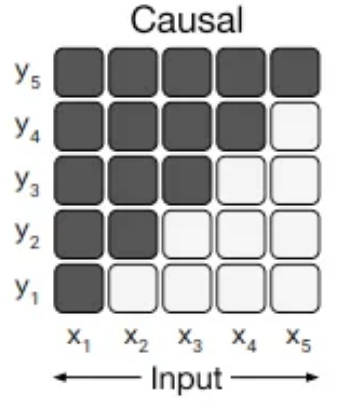 Causal
y₅
y₄
y₃
y₂
y₁
x₁ x₂ x₃ x₄ x₅
Input